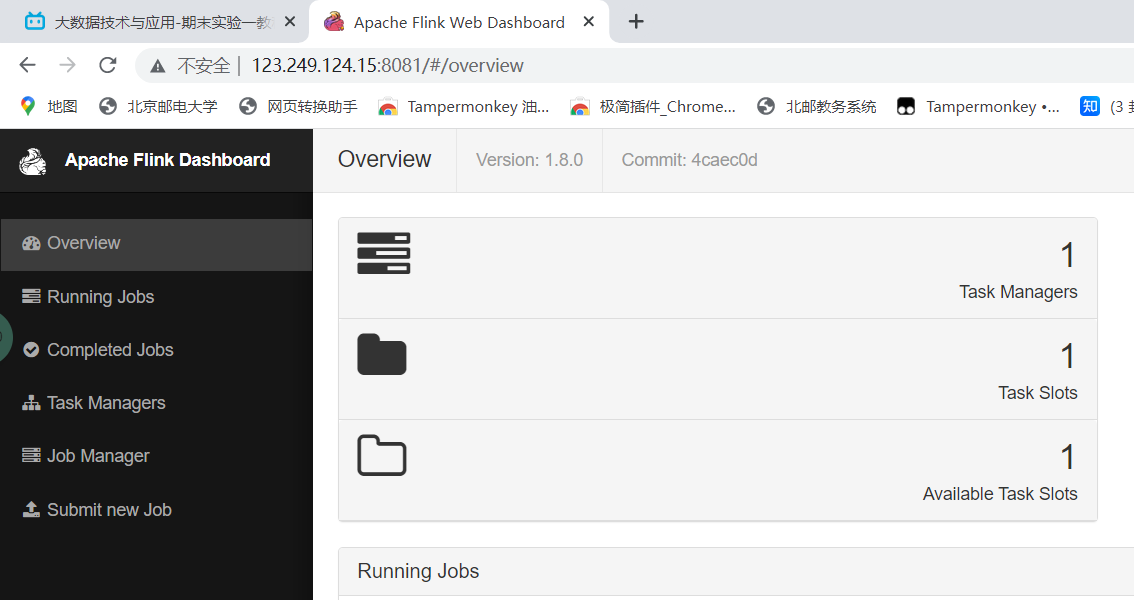 大数据技术与应用-期末实验一教
Apache Flink Web Dashboard
不安全 | 123.249.124.15:8081/#/overview
地图 北京邮电大学 网页转换助手 Tampermonkey 油... 极简插件_Chrome... 北邮教务系统 Tampermonkey •... 知 (3 封
Apache Flink Dashboard
Overview
Version: 1.8.0
Commit: 4caec0d
Overview
Running Jobs
Completed Jobs
Task Managers
Job Manager
Submit new Job
1
Task Managers
1
Task Slots
1
Available Task Slots
Running Jobs